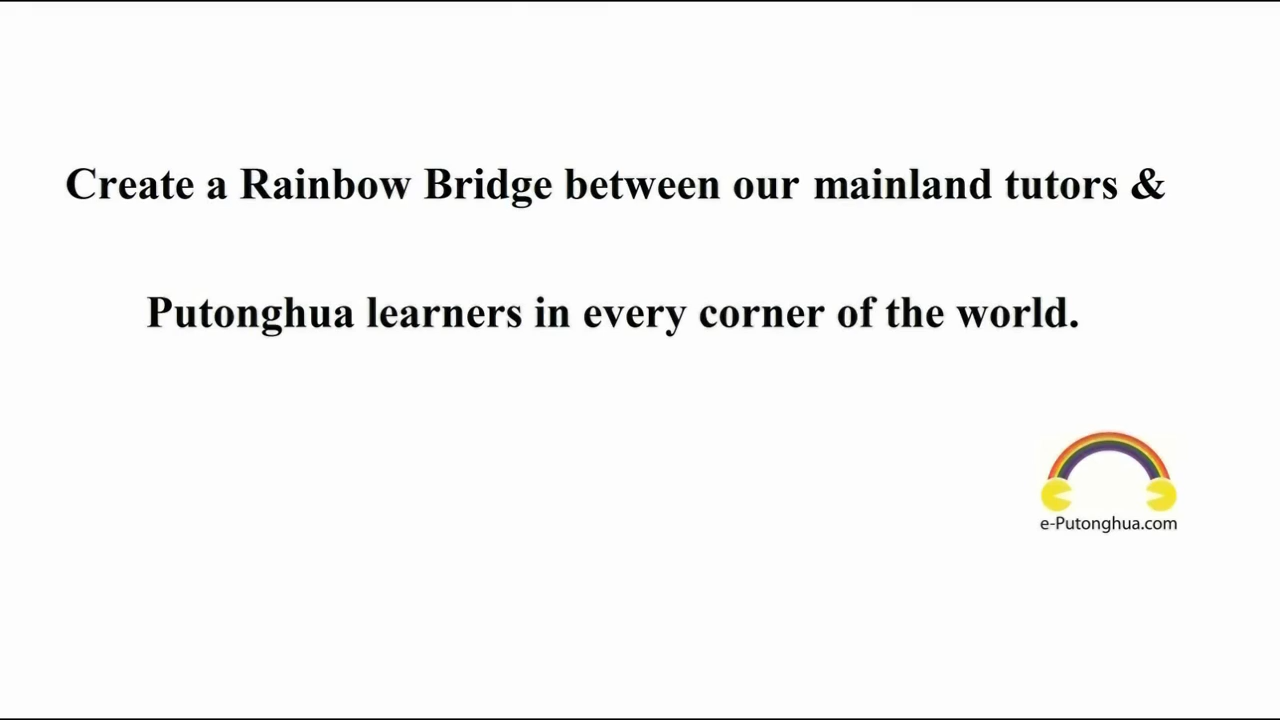 Create a Rainbow Bridge between our mainland tutors &
Putonghua learners in every corner of the world.
e-Putonghua.com